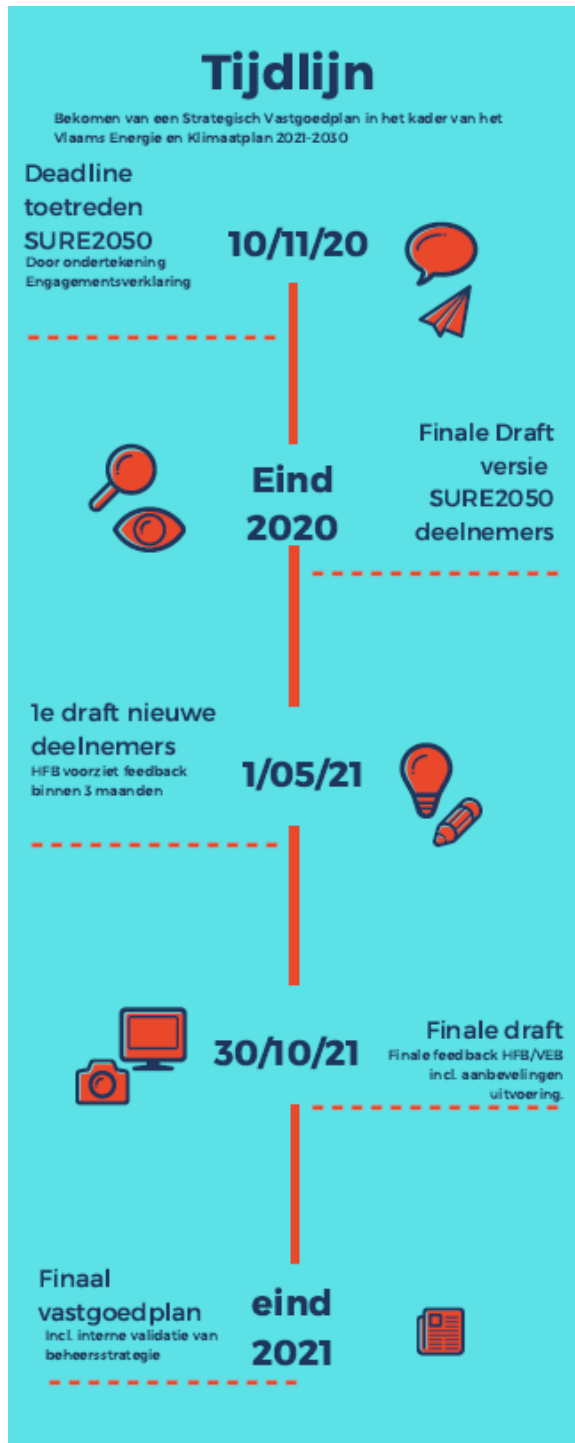 Tijdlijn
Bekomen van een Strategisch Vastgoedplan in het kader van het
Vlaams Energie en Klimaatplan 2021-2030
Deadline
toetreden
SURE2050
Door ondertekening
Engagementsverklaring
10/11/20
Eind
2020
Finale Draft
versie
SURE2050
deelnemers
1e draft nieuwe
deelnemers
HFB voorziet feedback
binnen 3 maanden
1/05/21
30/10/21
Finale draft
Finale feedback HFB/VEB
incl. aanbevelingen
uitvoering.
Finaal
vastgoedplan
Incl. interne validatie van
beheersstrategie
eind
2021